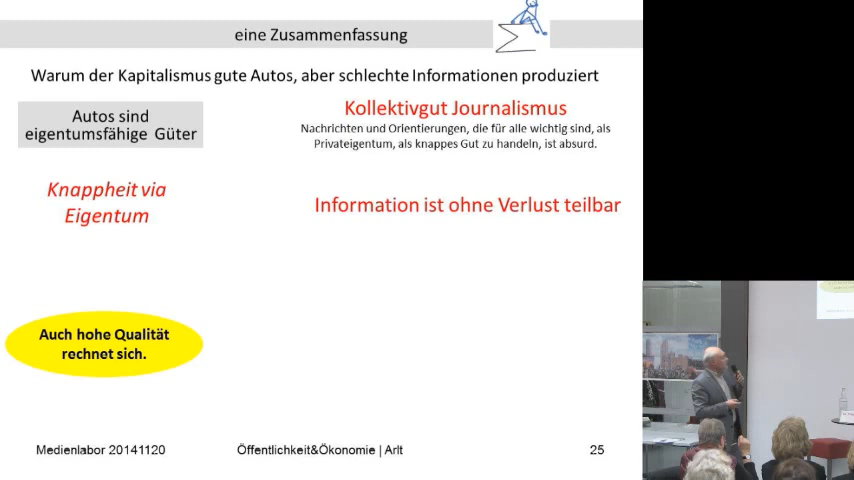 eine Zusammenfassung
Warum der Kapitalismus gute Autos, aber schlechte Informationen produziert
Autos sind
eigentumsfähige Güter
Kollektivgut Journalismus
Nachrichten und Orientierungen, die für alle wichtig sind, als
Privateigentum, als knappes Gut zu handeln, ist absurd.
Knappheit via
Eigentum
Information ist ohne Verlust teilbar
Auch hohe Qualität
rechnet sich.
Medienlabor 20141120
Öffentlichkeit&Ökonomie | Arlt
25